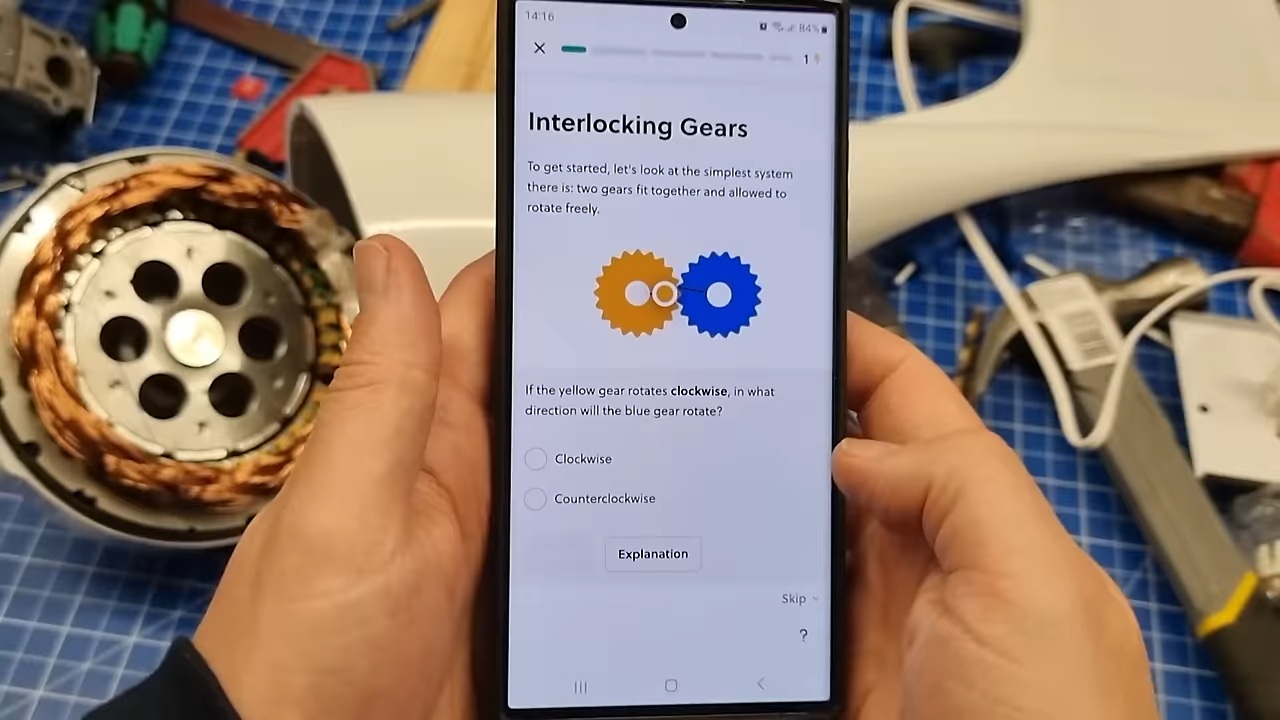 14:16
84%
1
Interlocking Gears
To get started, let's look at the simplest system
there is: two gears fit together and allowed to
rotate freely.
If the yellow gear rotates clockwise, in what
direction will the blue gear rotate?
Clockwise
Counterclockwise
Explanation
Skip
?